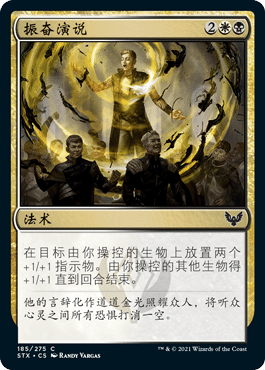 振奋演说 2
法术
在目标由你操控的生物上放置两个
+1/+1 指示物。由你操控的其他生物得
+1/+1 直到回合结束。
他的言辞化作道道金光照耀众人，将听众
心灵之间所有恐惧打消一空。
185/275 C
STX • CS RANDY VARGAS
™ & © 2021 Wizards of the Coast